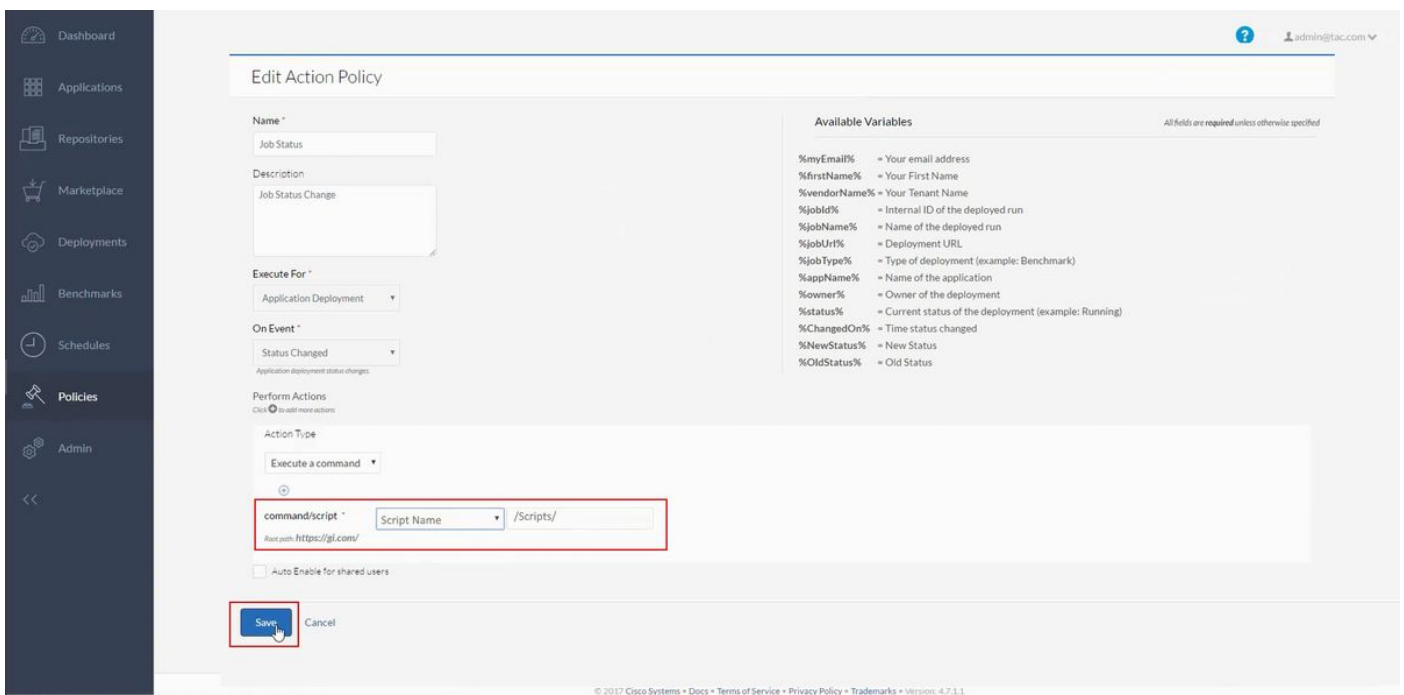 Dashboard
Applications
Repositories
Marketplace
Deployments
Benchmarks
Schedules
Policies
Admin
<<
?
admin@tac.com
Edit Action Policy
Name *
Job Status
Description
Job Status Change
Execute For *
Application Deployment
On Event *
Status Changed
Application deployment status changes
Perform Actions
Click to add more actions
Action Type
Execute a command
command/script *
Script Name
/Scripts/
Root path: https://gi.com/
Auto Enable for shared users
Save
Cancel
Available Variables
All fields are required unless otherwise specified
%myEmail% = Your email address
%firstName% = Your First Name
%vendorName% = Your Tenant Name
%jobId% = Internal ID of the deployed run
%jobName% = Name of the deployed run
%jobUrl% = Deployment URL
%jobType% = Type of deployment (example: Benchmark)
%appName% = Name of the application
%owner% = Owner of the deployment
%status% = Current status of the deployment (example: Running)
%ChangedOn% = Time status changed
%NewStatus% = New Status
%OldStatus% = Old Status
© 2017 Cisco Systems • Docs • Terms of Service • Privacy Policy • Trademarks • Version: 4.7.1.1